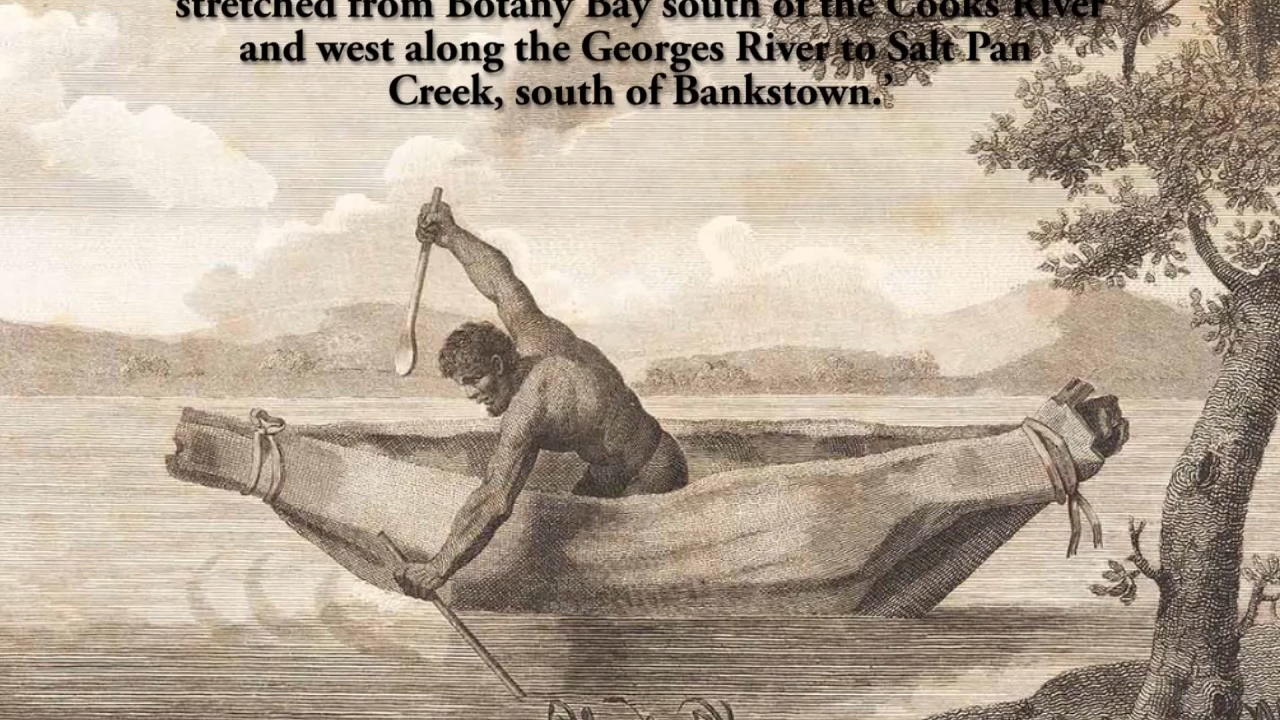 stretched from Botany Bay south of the Cooks River
and west along the Georges River to Salt Pan
Creek, south of Bankstown.’